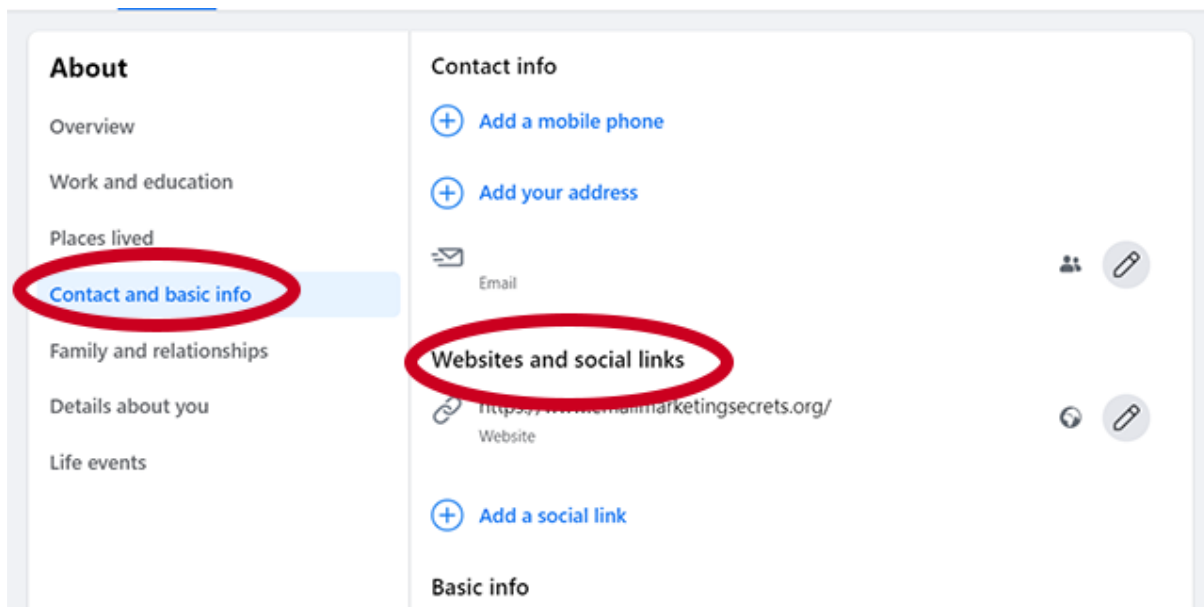 About
Overview
Work and education
Places lived
Contact and basic info
Family and relationships
Details about you
Life events
Contact info
Add a mobile phone
Add your address
Email
Websites and social links
Website
Add a social link
Basic info